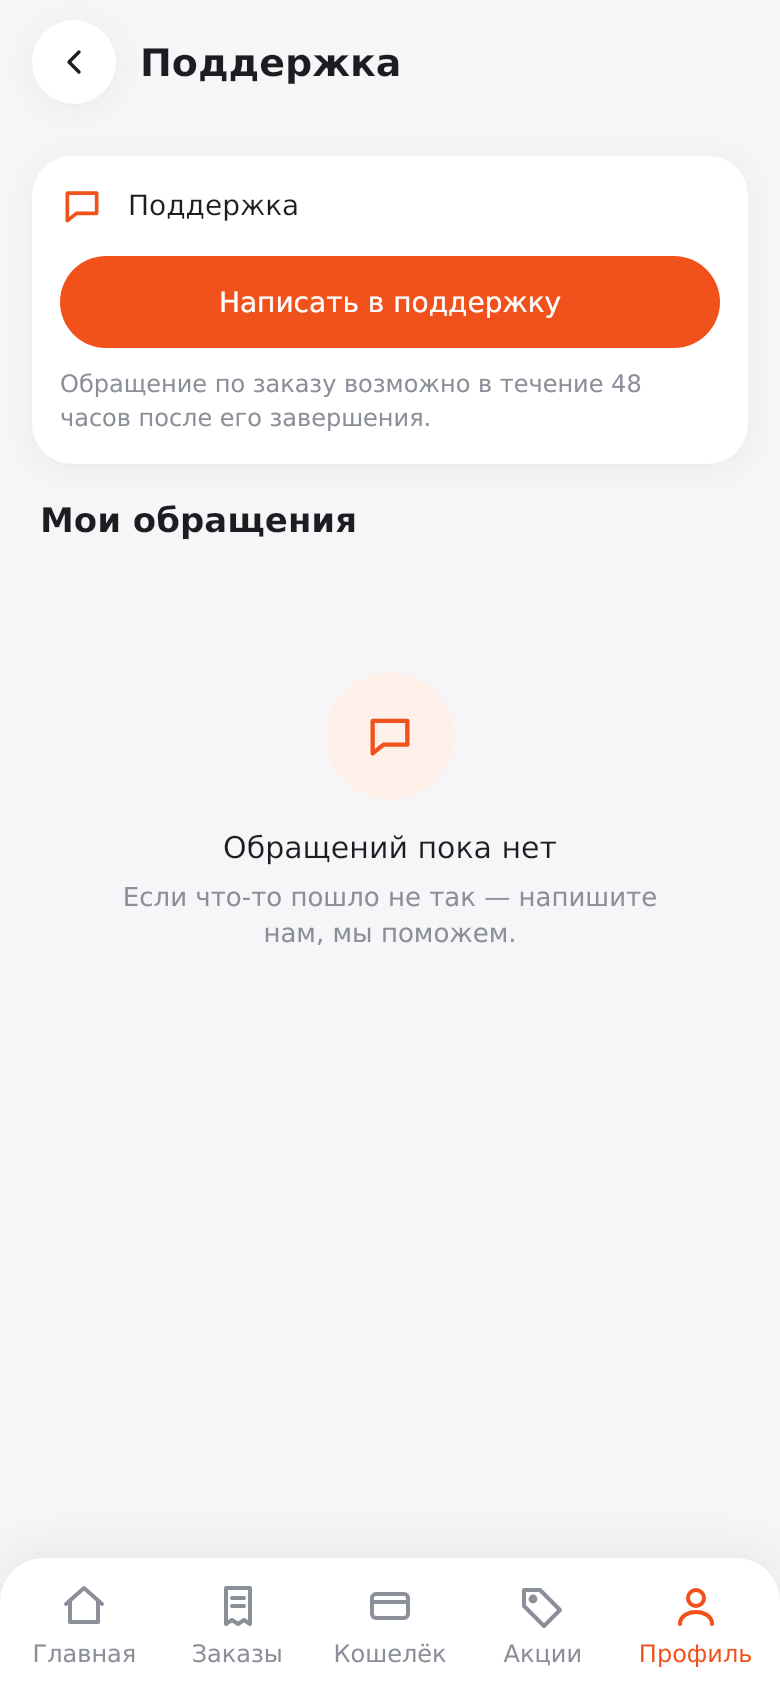 Поддержка
Поддержка
Написать в поддержку
Обращение по заказу возможно в течение 48
часов после его завершения.
Мои обращения
Обращений пока нет
Если что-то пошло не так — напишите
нам, мы поможем.
Главная
Заказы
Кошелёк
Акции
Профиль